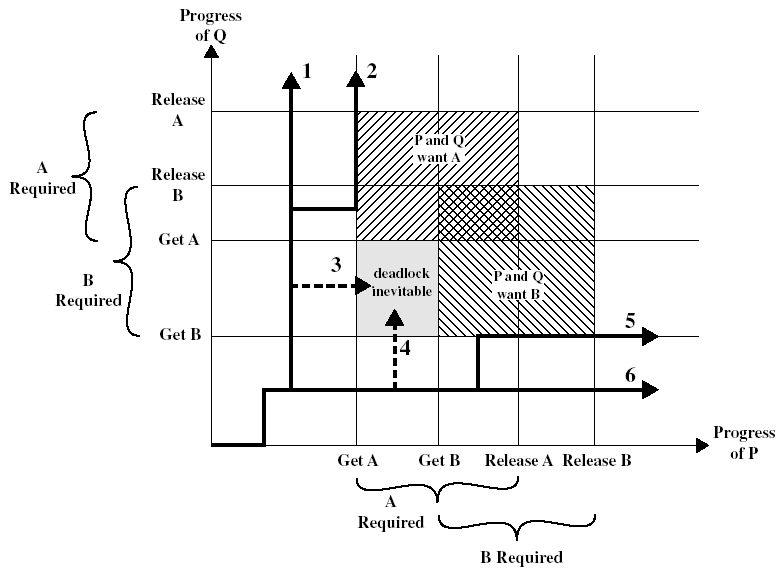 Progress
of Q
1
2
Release
A
P and Q
want A
A
Required
Release
B
Get A
B
Required
3
deadlock
inevitable
P and Q
want B
Get B
4
5
6
Progress
of P
Get A
Get B
Release A
Release B
A
Required
B Required